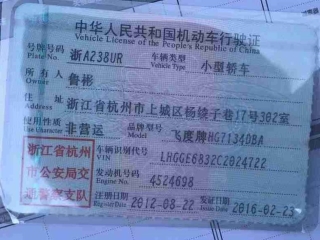 中华人民共和国机动车行驶证
Vehicle License of the People's Republic of China
号牌号码 浙A238UR 车辆类型 小型轿车
Plate No. Vehicle Type
所有人 鲁彬
Owner
住址 浙江省杭州市上城区杨绫子巷17号302室
Address
使用性质 非营运 品牌型号 飞度牌HG7134DBA
Use Character Model
浙江省杭州市公安局交通警察支队
车辆识别代号 LHGGE6832C2024722
VIN
发动机号码 4524698
Engine No.
注册日期 2012-08-22 发证日期 2016-02-23
Register Date Issue Date